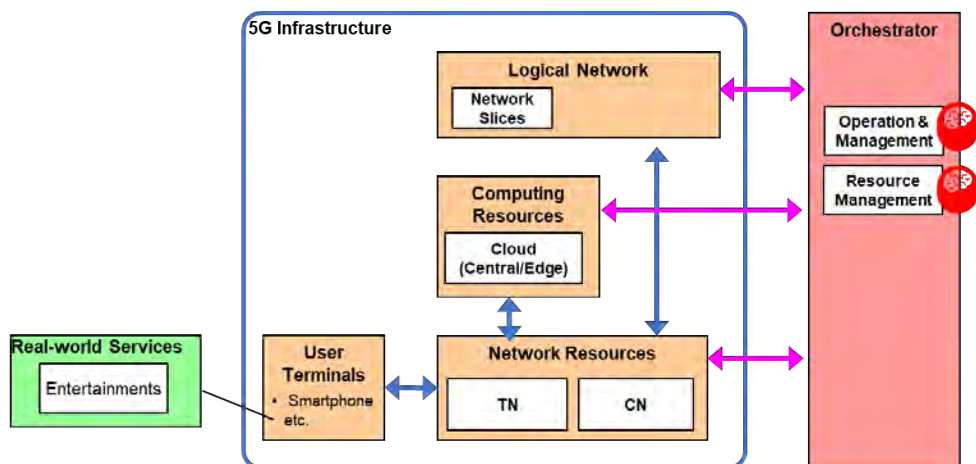 5G Infrastructure
Orchestrator
Logical Network
Network
Slices
Operation &
Management
Resource
Management
Computing
Resources
Cloud
(Central/Edge)
Real-world Services
Entertainments
User
Terminals
• Smartphone
etc.
Network Resources
TN
CN